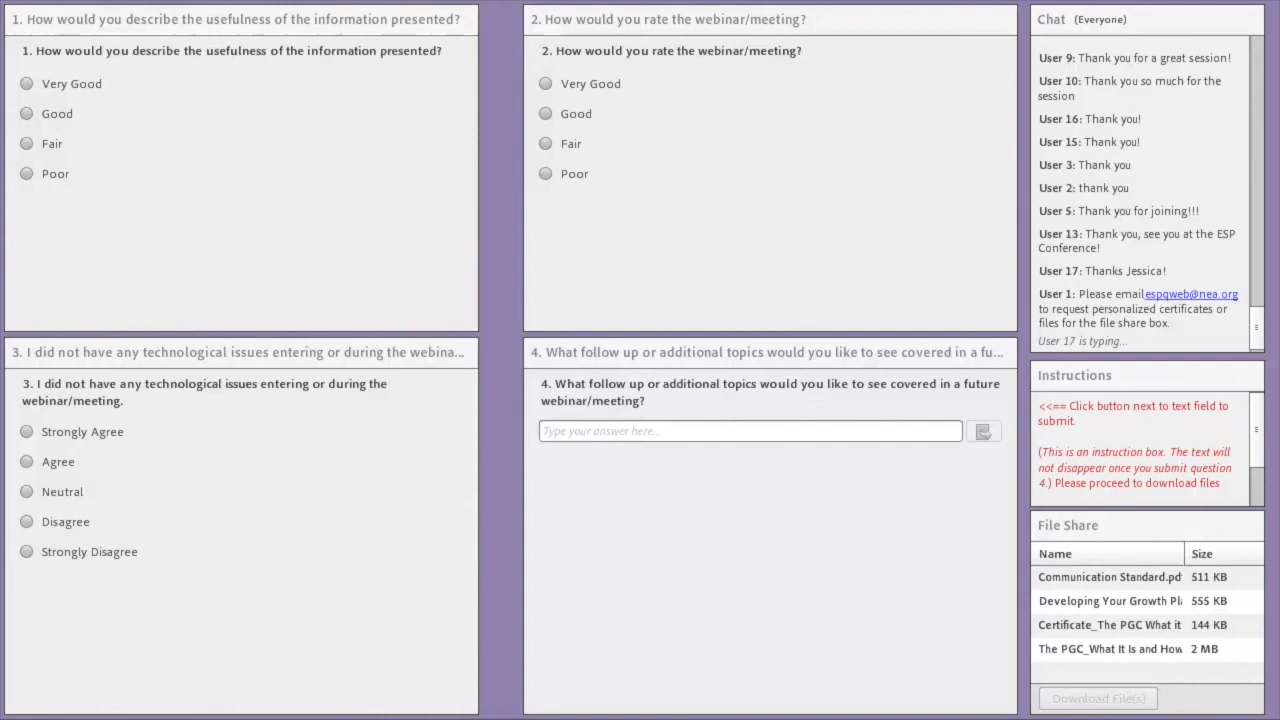 1. How would you describe the usefulness of the information presented?
1. How would you describe the usefulness of the information presented?
Very Good
Good
Fair
Poor
2. How would you rate the webinar/meeting?
2. How would you rate the webinar/meeting?
Very Good
Good
Fair
Poor
3. I did not have any technological issues entering or during the webina...
3. I did not have any technological issues entering or during the
webinar/meeting.
Strongly Agree
Agree
Neutral
Disagree
Strongly Disagree
4. What follow up or additional topics would you like to see covered in a fu...
4. What follow up or additional topics would you like to see covered in a future
webinar/meeting?
Type your answer here...
Chat (Everyone)
User 9: Thank you for a great session!
User 10: Thank you so much for the
session
User 16: Thank you!
User 15: Thank you!
User 3: Thank you
User 2: thank you
User 5: Thank you for joining!!!
User 13: Thank you, see you at the ESP
Conference!
User 17: Thanks Jessica!
User 1: Please email espqweb@nea.org
to request personalized certificates or
files for the file share box.
User 17 is typing...
Instructions
<<== Click button next to text field to
submit.
(This is an instruction box. The text will
not disappear once you submit question
4.) Please proceed to download files
File Share
Name Size
Communication Standard.pd 511 KB
Developing Your Growth Pl 555 KB
Certificate_The PGC What it 144 KB
The PGC_What It Is and How 2 MB
Download File(s)